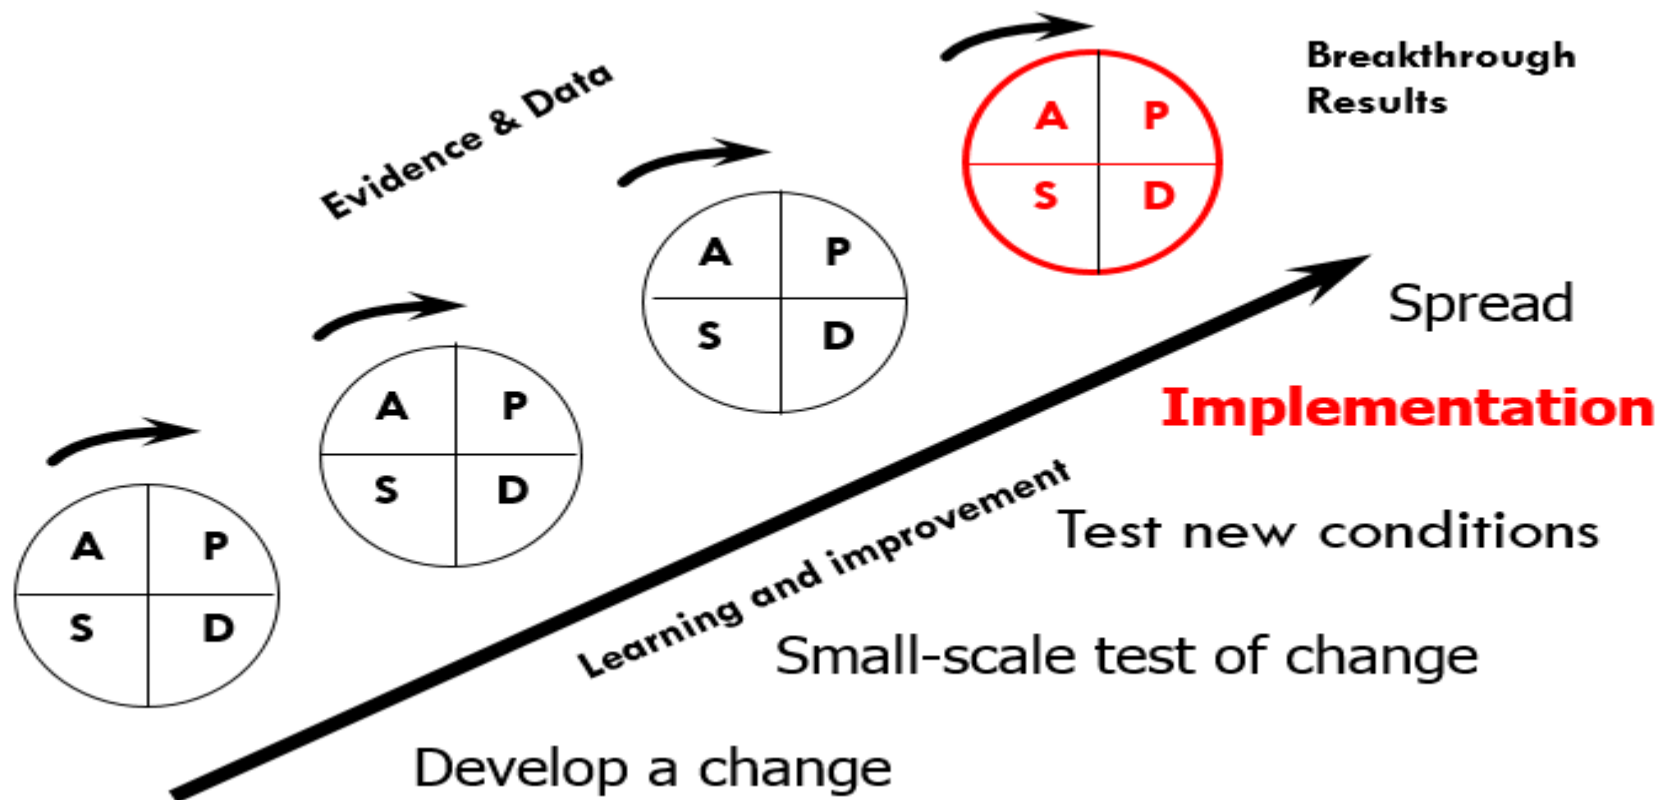 Breakthrough
Results
Evidence & Data
A P
S D
A P
S D
A P
S D
A P
S D
Spread
Implementation
Learning and improvement
Test new conditions
Small-scale test of change
Develop a change